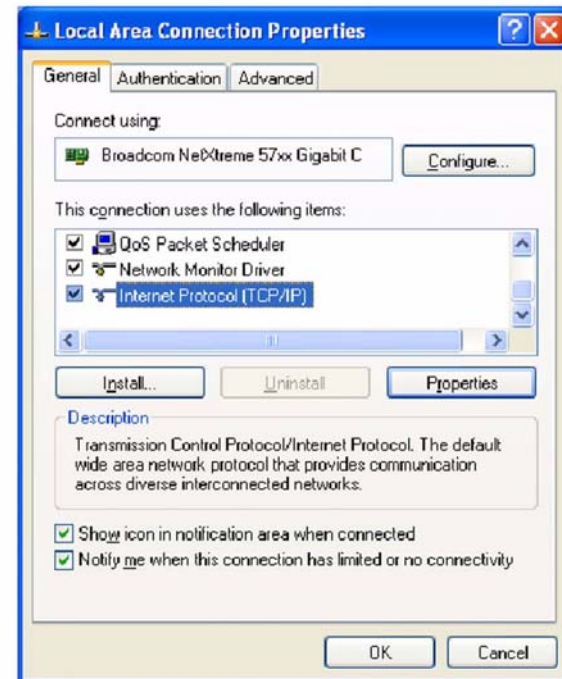 Local Area Connection Properties
General Authentication Advanced
Connect using:
Broadcom NetXtreme 57xx Gigabit C
Configure...
This connection uses the following items:
QoS Packet Scheduler
Network Monitor Driver
Internet Protocol (TCP/IP)
Install... Uninstall Properties
Description
Transmission Control Protocol/Internet Protocol. The default
wide area network protocol that provides communication
across diverse interconnected networks.
Show icon in notification area when connected
Notify me when this connection has limited or no connectivity
OK Cancel